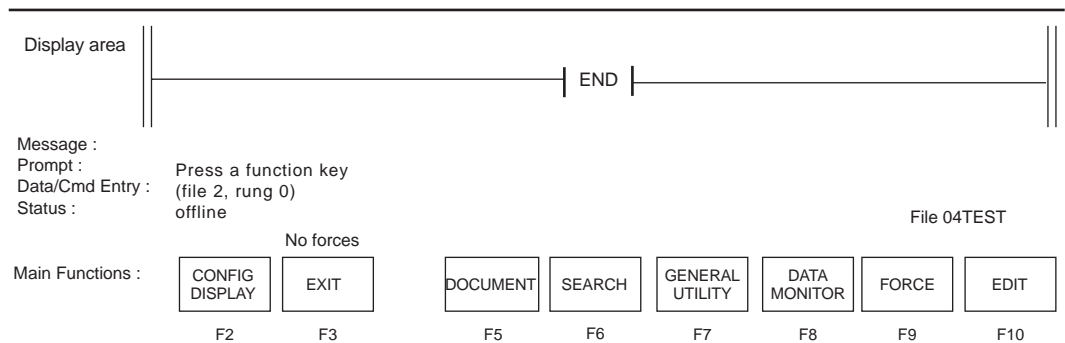 Display area
END
Message :
Prompt : Press a function key
Data/Cmd Entry : (file 2, rung 0)
Status : offline
File 04TEST
No forces
Main Functions : CONFIG DISPLAY EXIT DOCUMENT SEARCH GENERAL UTILITY DATA MONITOR FORCE EDIT
F2 F3 F5 F6 F7 F8 F9 F10